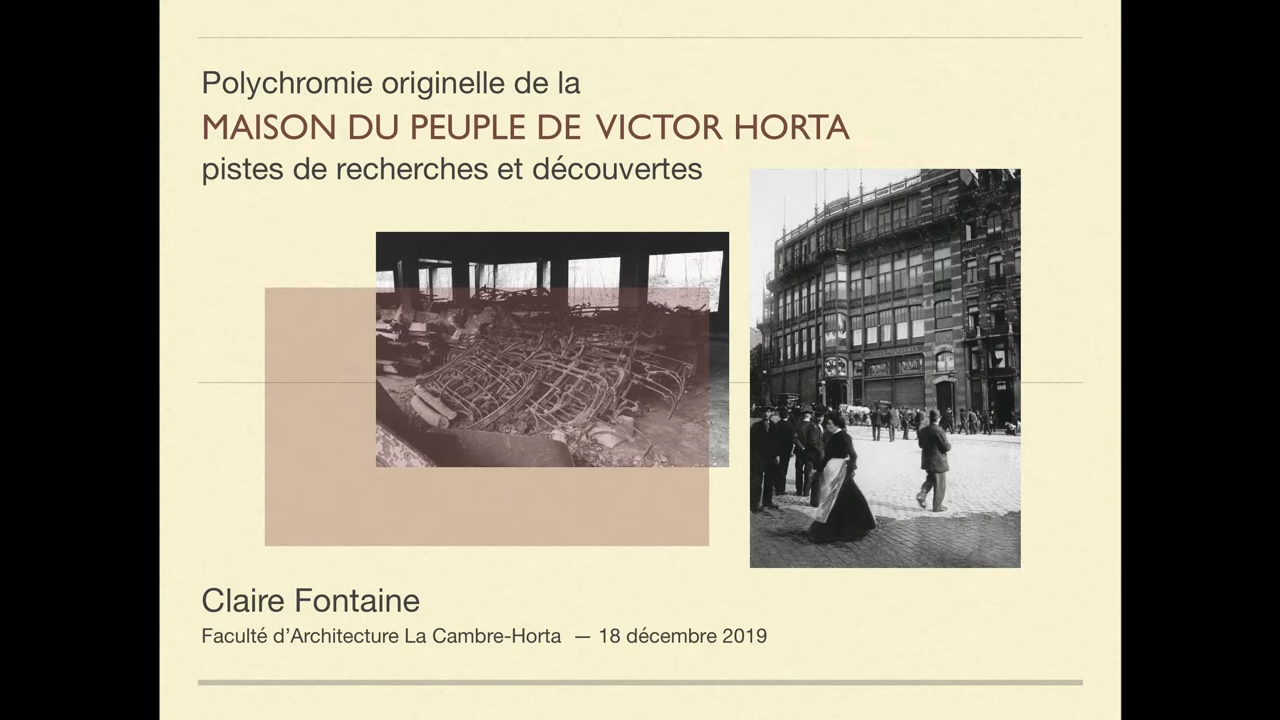 Polychromie originelle de la
MAISON DU PEUPLE DE VICTOR HORTA
pistes de recherches et découvertes
Claire Fontaine
Faculté d’Architecture La Cambre-Horta — 18 décembre 2019